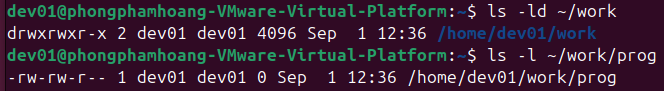 dev01@phongphamhoang-VMware-Virtual-Platform:~$ ls -ld ~/work
drwxrwxr-x 2 dev01 dev01 4096 Sep  1 12:36 /home/dev01/work
dev01@phongphamhoang-VMware-Virtual-Platform:~$ ls -l ~/work/prog
-rw-rw-r-- 1 dev01 dev01 0 Sep  1 12:36 /home/dev01/work/prog